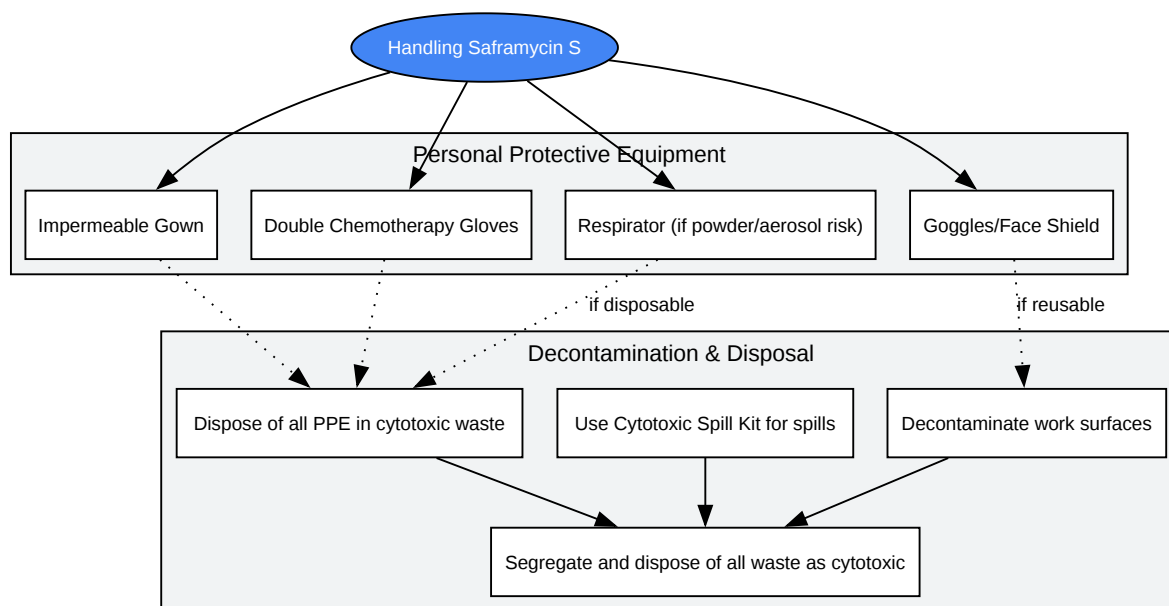 Handling Saframycin S
Personal Protective Equipment
Impermeable Gown
Double Chemotherapy Gloves
Respirator (if powder/aerosol risk)
Goggles/Face Shield
if disposable
if reusable
Decontamination & Disposal
Dispose of all PPE in cytotoxic waste
Use Cytotoxic Spill Kit for spills
Decontaminate work surfaces
Segregate and dispose of all waste as cytotoxic